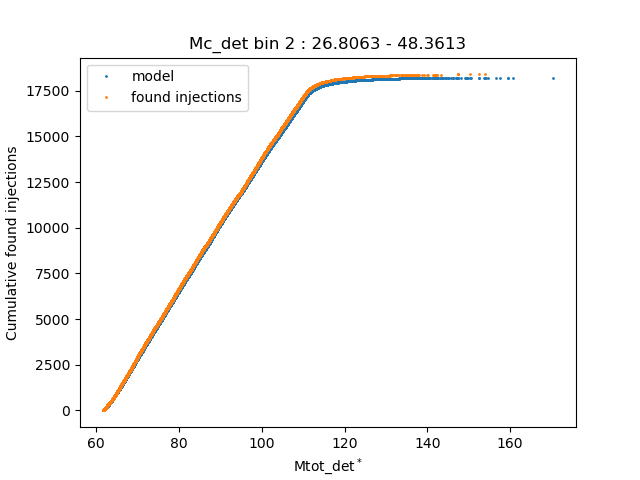 Mc_det bin 2 : 26.8063 - 48.3613
model
found injections
Cumulative found injections
17500
15000
12500
10000
7500
5000
2500
0
60 80 100 120 140 160
Mtot_det*